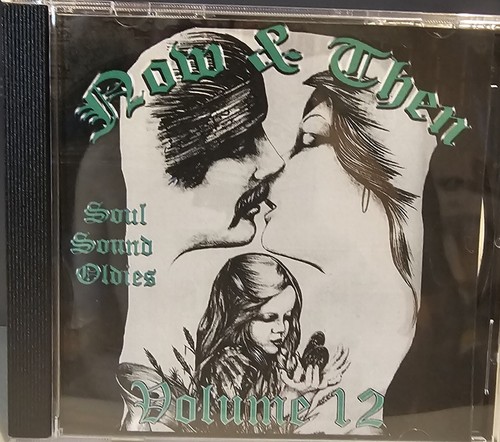 Now & Then
Soul
Sound
Oldies
Volume 12